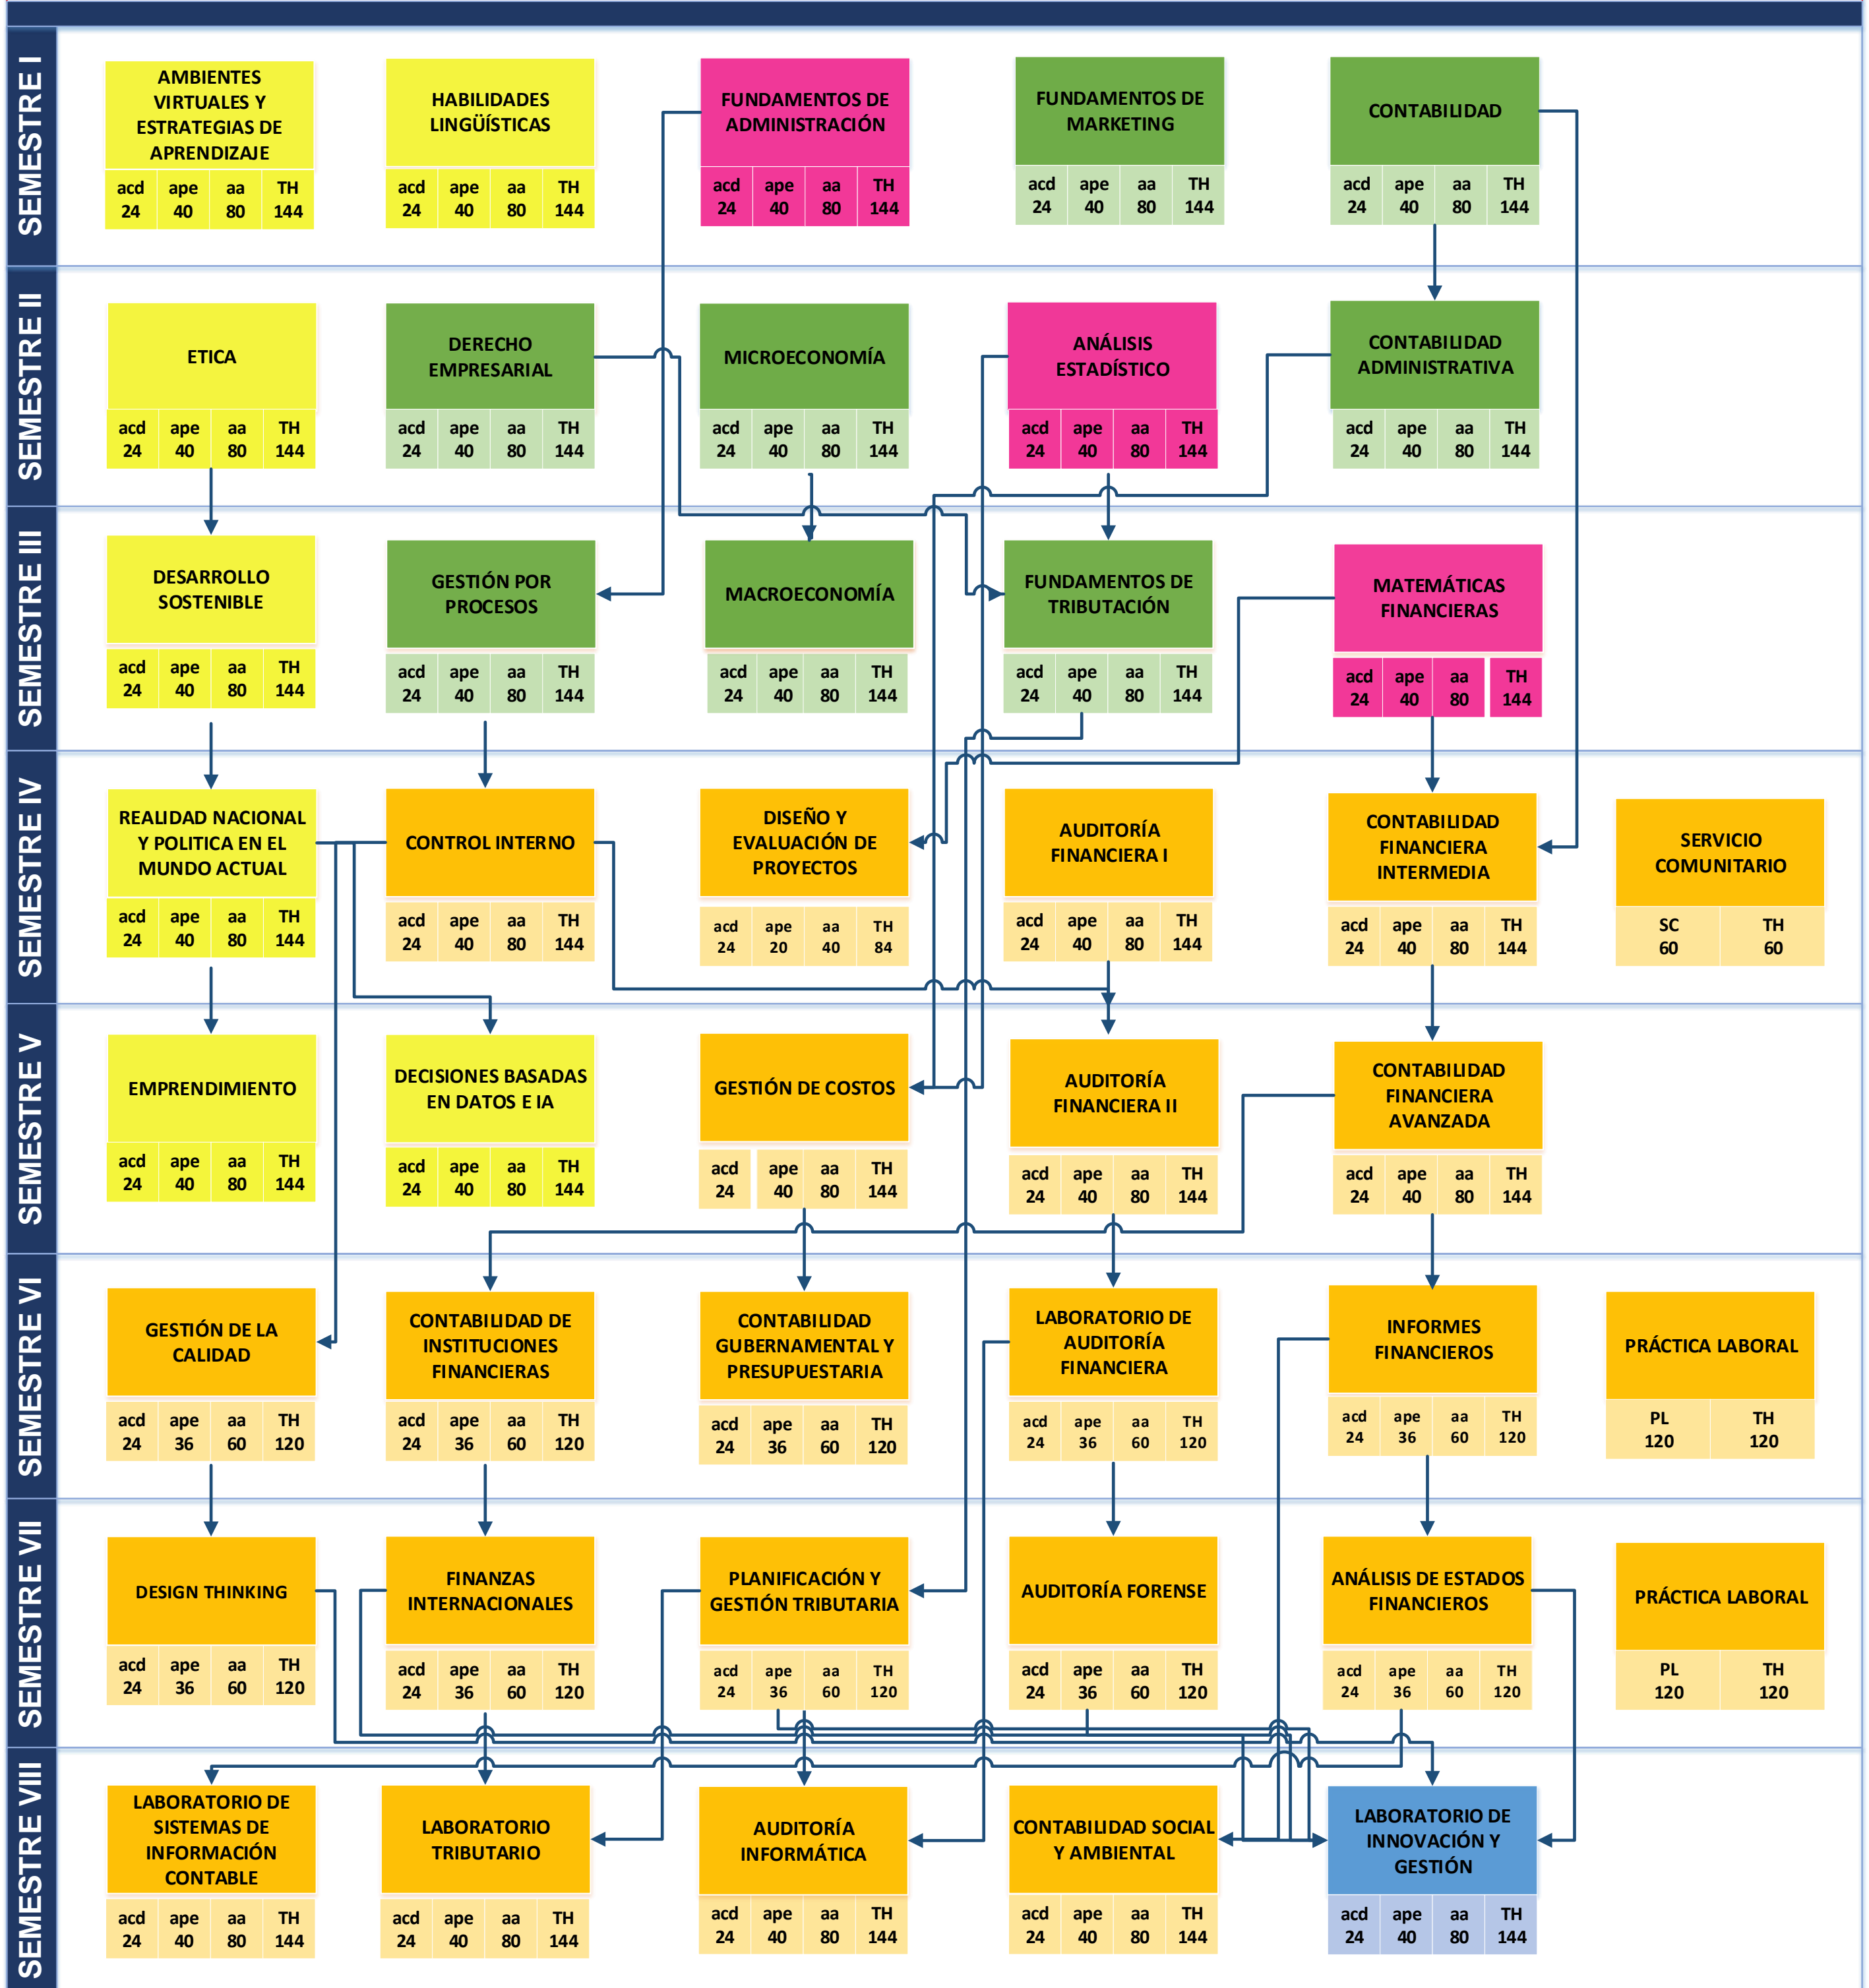 SEMESTRE I
AMBIENTES
VIRTUALES Y
ESTRATEGIAS DE
APRENDIZAJE
acd ape aa TH
24 40 80 144
HABILIDADES
LINGÜÍSTICAS
acd ape aa TH
24 40 80 144
FUNDAMENTOS DE
ADMINISTRACIÓN
acd ape aa TH
24 40 80 144
FUNDAMENTOS DE
MARKETING
acd ape aa TH
24 40 80 144
CONTABILIDAD
acd ape aa TH
24 40 80 144
SEMESTRE II
ETICA
acd ape aa TH
24 40 80 144
DERECHO
EMPRESARIAL
acd ape aa TH
24 40 80 144
MICROECONOMÍA
acd ape aa TH
24 40 80 144
ANÁLISIS
ESTADÍSTICO
acd ape aa TH
24 40 80 144
CONTABILIDAD
ADMINISTRATIVA
acd ape aa TH
24 40 80 144
SEMESTRE III
DESARROLLO
SOSTENIBLE
acd ape aa TH
24 40 80 144
GESTIÓN POR
PROCESOS
acd ape aa TH
24 40 80 144
MACROECONOMÍA
acd ape aa TH
24 40 80 144
FUNDAMENTOS DE
TRIBUTACIÓN
acd ape aa TH
24 40 80 144
MATEMÁTICAS
FINANCIERAS
acd ape aa TH
24 40 80 144
SEMESTRE IV
REALIDAD NACIONAL
Y POLITICA EN EL
MUNDO ACTUAL
acd ape aa TH
24 40 80 144
CONTROL INTERNO
acd ape aa TH
24 40 80 144
DISEÑO Y
EVALUACIÓN DE
PROYECTOS
acd ape aa TH
24 20 40 84
AUDITORÍA
FINANCIERA I
acd ape aa TH
24 40 80 144
CONTABILIDAD
FINANCIERA
INTERMEDIA
acd ape aa TH
24 40 80 144
SERVICIO
COMUNITARIO
SC TH
60 60
SEMESTRE V
EMPRENDIMIENTO
acd ape aa TH
24 40 80 144
DECISIONES BASADAS
EN DATOS E IA
acd ape aa TH
24 40 80 144
GESTIÓN DE COSTOS
acd ape aa TH
24 40 80 144
AUDITORÍA
FINANCIERA II
acd ape aa TH
24 40 80 144
CONTABILIDAD
FINANCIERA
AVANZADA
acd ape aa TH
24 40 80 144
SEMESTRE VI
GESTIÓN DE LA
CALIDAD
acd ape aa TH
24 36 60 120
CONTABILIDAD DE
INSTITUCIONES
FINANCIERAS
acd ape aa TH
24 36 60 120
CONTABILIDAD
GUBERNAMENTAL Y
PRESUPUESTARIA
acd ape aa TH
24 36 60 120
LABORATORIO DE
AUDITORÍA
FINANCIERA
acd ape aa TH
24 36 60 120
INFORMES
FINANCIEROS
acd ape aa TH
24 36 60 120
PRÁCTICA LABORAL
PL TH
120 120
SEMESTRE VII
DESIGN THINKING
acd ape aa TH
24 36 60 120
FINANZAS
INTERNACIONALES
acd ape aa TH
24 36 60 120
PLANIFICACIÓN Y
GESTIÓN TRIBUTARIA
acd ape aa TH
24 36 60 120
AUDITORÍA FORENSE
acd ape aa TH
24 36 60 120
ANÁLISIS DE ESTADOS
FINANCIEROS
acd ape aa TH
24 36 60 120
PRÁCTICA LABORAL
PL TH
120 120
SEMESTRE VIII
LABORATORIO DE
SISTEMAS DE
INFORMACIÓN
CONTABLE
acd ape aa TH
24 40 80 144
LABORATORIO
TRIBUTARIO
acd ape aa TH
24 40 80 144
AUDITORÍA
INFORMÁTICA
acd ape aa TH
24 40 80 144
CONTABILIDAD SOCIAL
Y AMBIENTAL
acd ape aa TH
24 40 80 144
LABORATORIO DE
INNOVACIÓN Y
GESTIÓN
acd ape aa TH
24 40 80 144